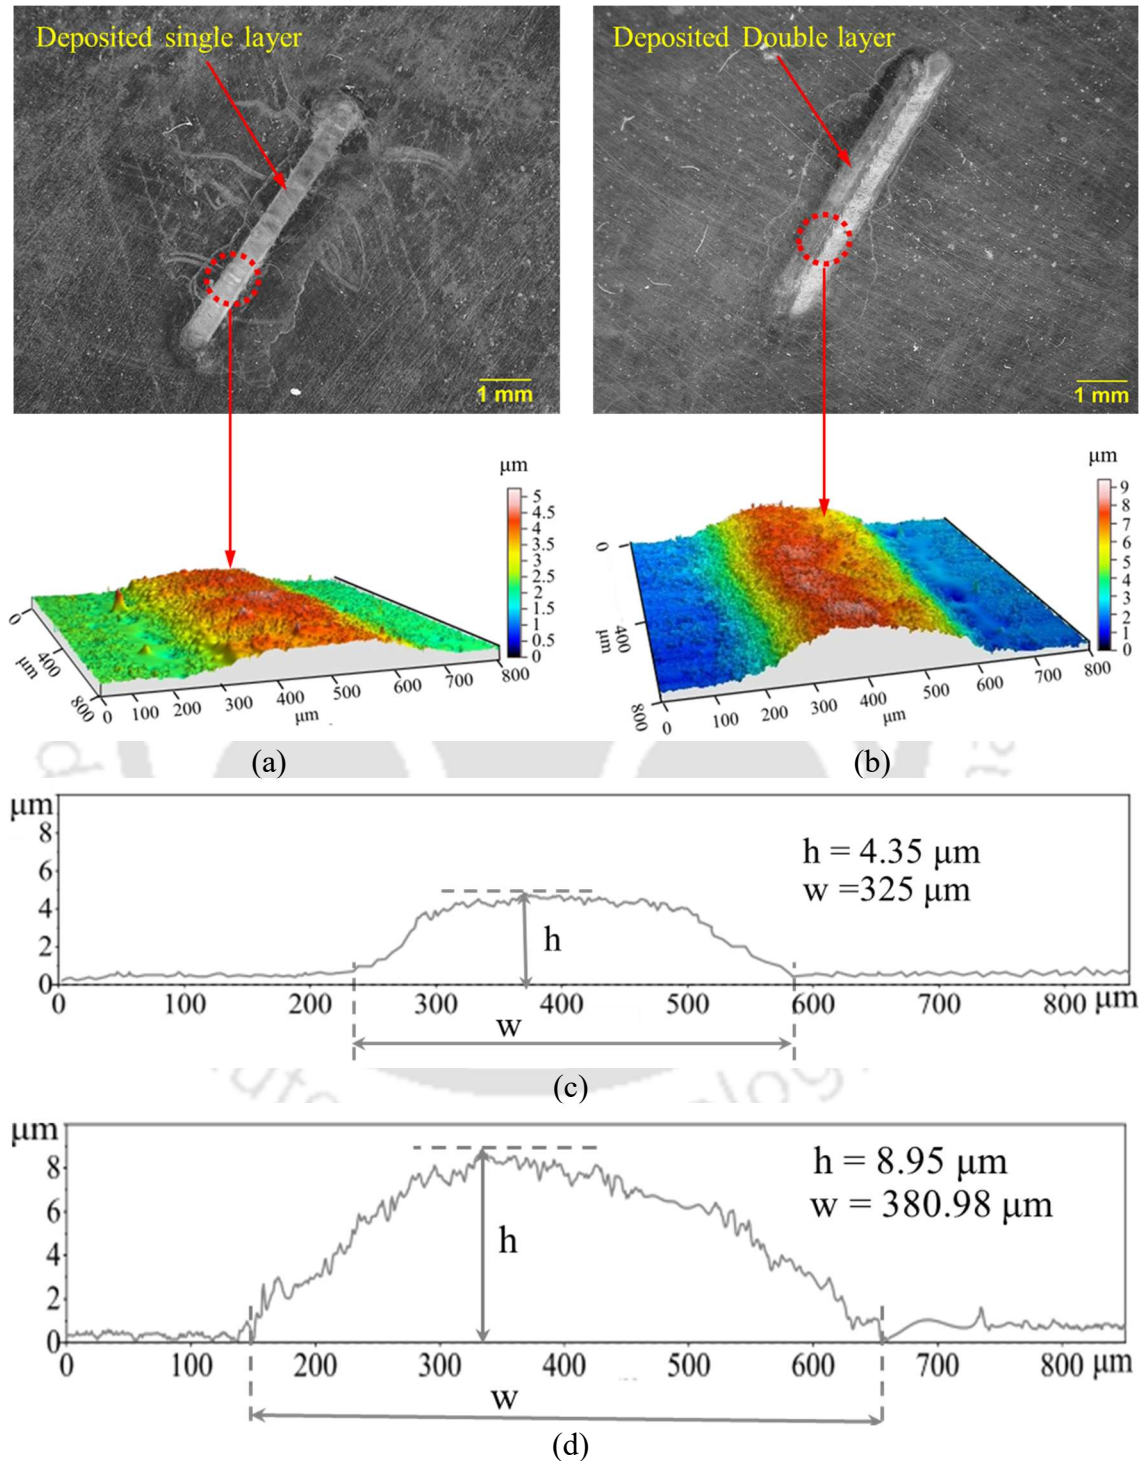 Deposited single layer
1 mm
Deposited Double layer
1 mm
μm
5
4.5
4
3.5
3
2.5
2
1.5
1
0.5
0
0
400
μm
800
0 100 200 300 400 500 600 700 800
μm
μm
9
8
7
6
5
4
3
2
1
0
0
400
μm
800
0 100 200 300 400 500 600 700 800
μm
(a)
(b)
μm
8
6
4
2
0
h = 4.35 μm
w =325 μm
h
0 100 200 300 400 500 600 700 800 μm
w
(c)
μm
8
6
4
2
0
h = 8.95 μm
w = 380.98 μm
h
0 100 200 300 400 500 600 700 800 μm
w
(d)